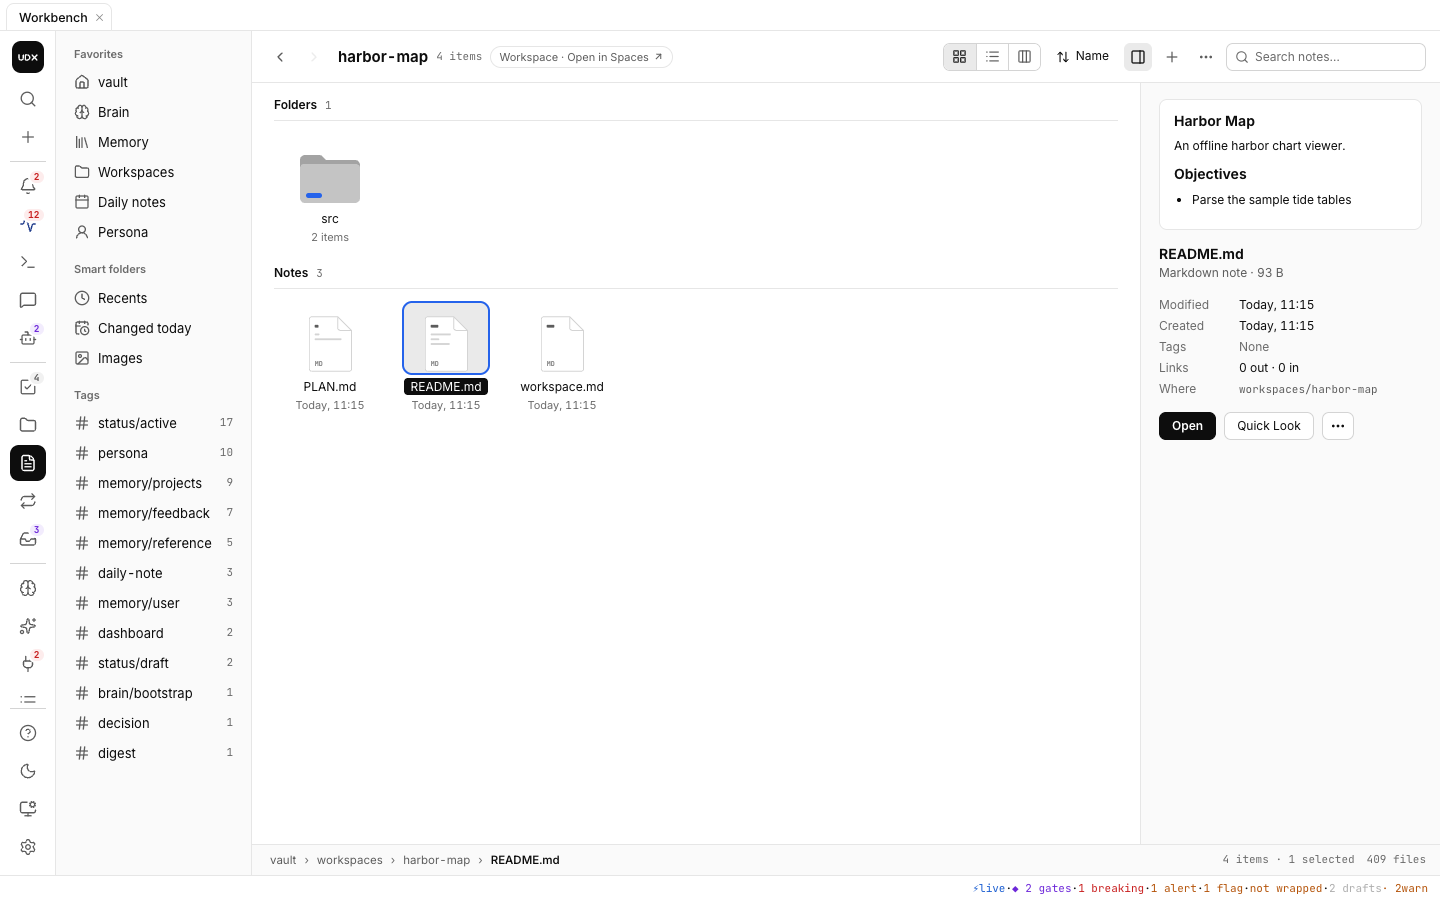 Workbench
UDX
2
12
2
4
3
2
Favorites
vault
Brain
Memory
Workspaces
Daily notes
Persona
Smart folders
Recents
Changed today
Images
Tags
status/active 17
persona 10
memory/projects 9
memory/feedback 7
memory/reference 5
daily-note 3
memory/user 3
dashboard 2
status/draft 2
brain/bootstrap 1
decision 1
digest 1
harbor-map 4 items Workspace · Open in Spaces ↗ Name Search notes...
Folders 1
src
2 items
Notes 3
MD MD MD
PLAN.md README.md workspace.md
Today, 11:15 Today, 11:15 Today, 11:15
Harbor Map
An offline harbor chart viewer.
Objectives
• Parse the sample tide tables
README.md
Markdown note · 93 B
Modified Today, 11:15
Created Today, 11:15
Tags None
Links 0 out · 0 in
Where workspaces/harbor-map
Open Quick Look
vault › workspaces › harbor-map › README.md 4 items · 1 selected 409 files
⚡live·◆ 2 gates·1 breaking·1 alert·1 flag·not wrapped·2 drafts· 2warn